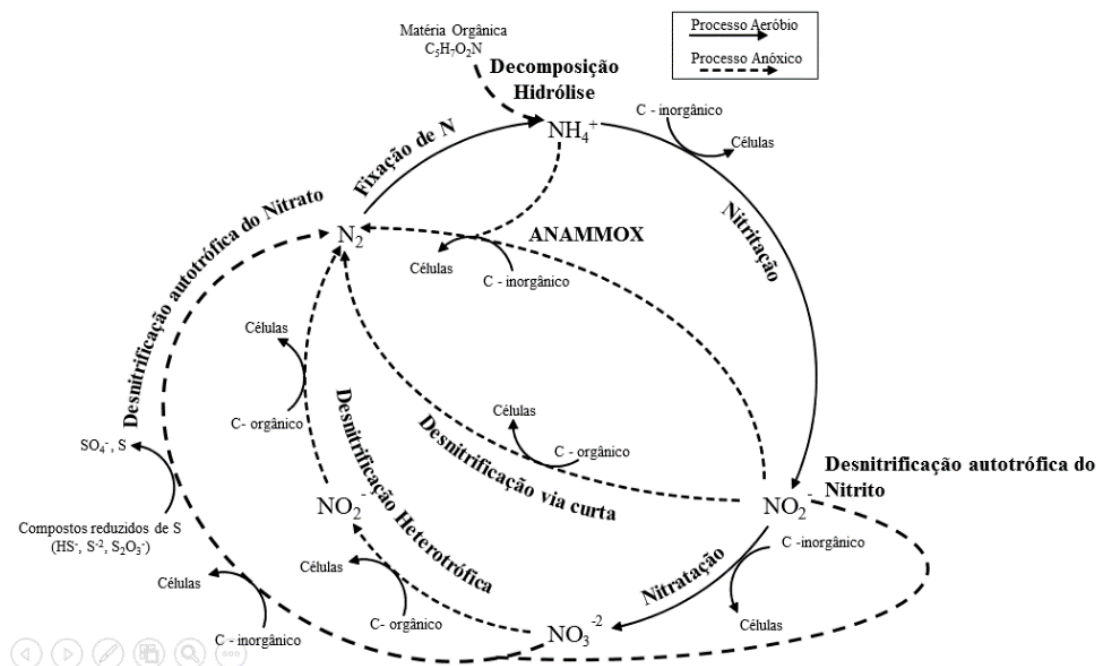 Processo Aeróbio
Processo Anóxico
Matéria Orgânica
C₅H₇O₂N
Decomposição
Hidrólise
NH₄⁺
C - inorgânico
Células
Fixação de N
Nitritação
N₂
ANAMMOX
Células
C - inorgânico
Desnitrificação autotrófica do Nitrato
Células
C- orgânico
Desnitrificação Heterotrófica
Desnitrificação via curta
Células
C - orgânico
SO₄⁻, S
Compostos reduzidos de S
(HS⁻, S⁻², S₂O₃⁻)
NO₂⁻
Desnitrificação autotrófica do
Nitrito
NO₂⁻
C -inorgânico
Nitratação
Células
Células
C - inorgânico
Células
C- orgânico
NO₃⁻²